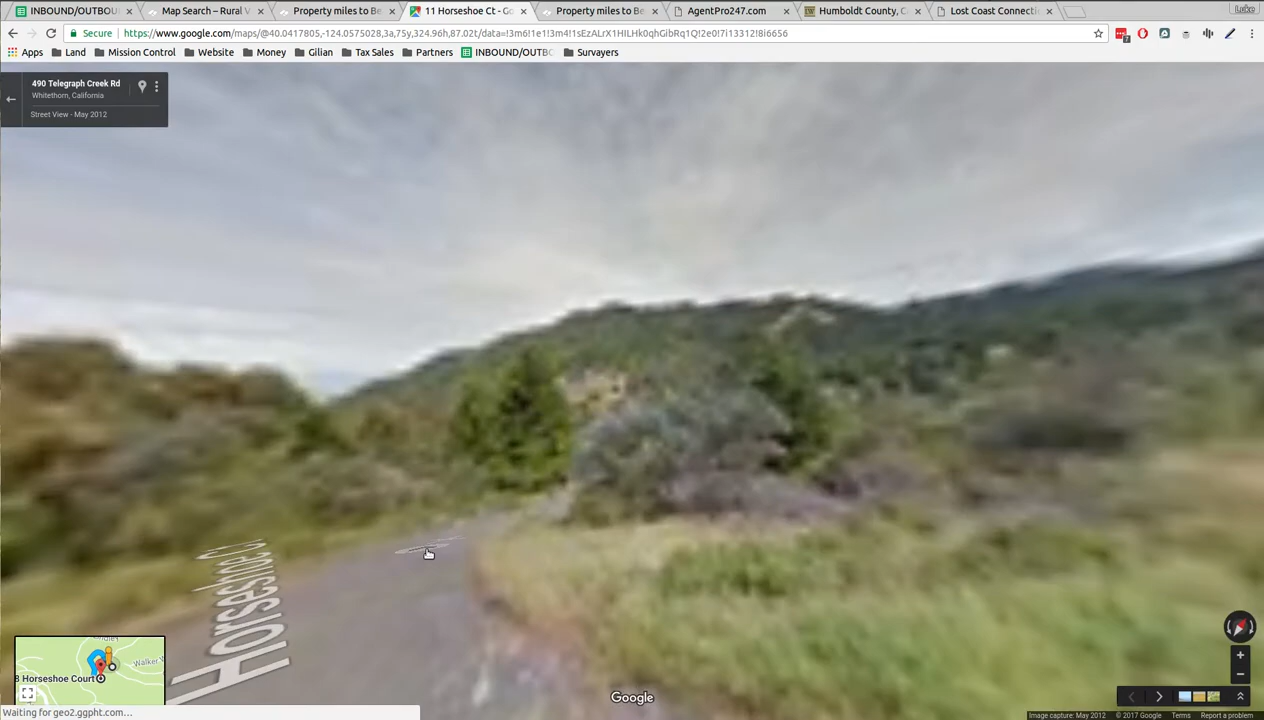 INBOUND/OUTBOU
Map Search – Rural V
Property miles to Be
11 Horseshoe Ct - Go
Property miles to Be
AgentPro247.com
Humboldt County, C
Lost Coast Connecti
Luke
Secure
https://www.google.com/maps/@40.0417805,-124.0575028,3a,75y,324.96h,87.02t/data=!3m6!1e1!3m4!1sEzALrX1HILHk0qhGibRq1Q!2e0!7i13312!8i6656
7
Apps
Land
Mission Control
Website
Money
Gilian
Tax Sales
Partners
INBOUND/OUTBO
Survayers
490 Telegraph Creek Rd
Whitethorn, California
Street View - May 2012
Horseshoe Ct
Walker
8 Horseshoe Court
Waiting for geo2.ggpht.com...
Google
Image capture: May 2012
© 2017 Google
Terms
Report a problem